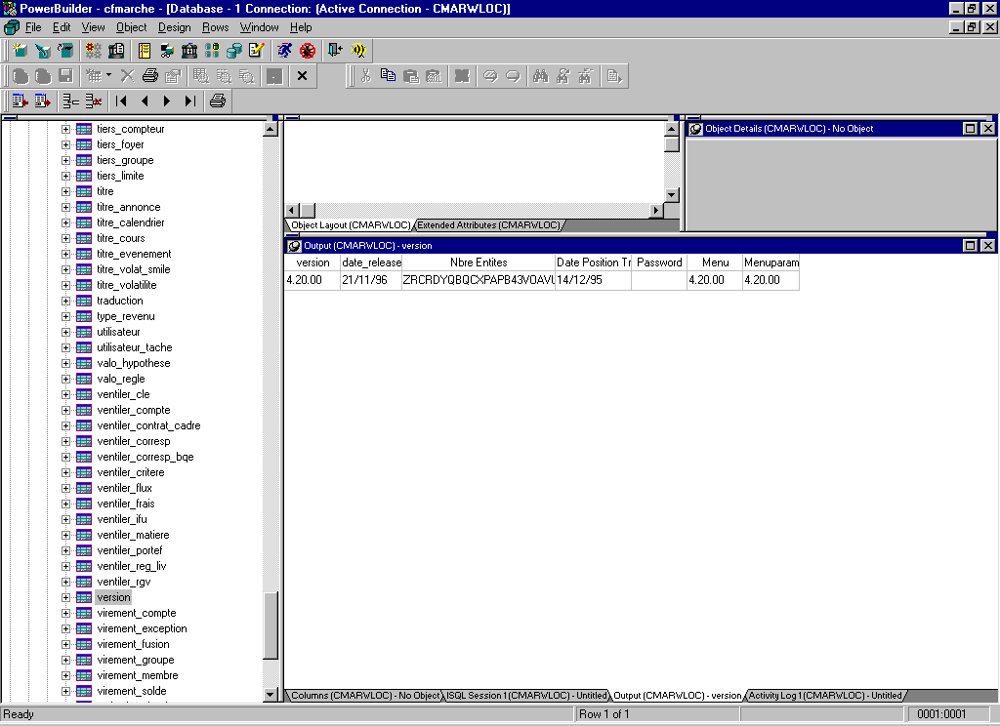 PowerBuilder - cfmarche - [Database - 1 Connection: (Active Connection - CMARWLOC)]
File Edit View Object Design Rows Window Help
tiers_compteur
tiers_foyer
tiers_groupe
tiers_limite
titre
titre_annonce
titre_calendrier
titre_cours
titre_evenement
titre_volat_smile
titre_volatilite
traduction
type_revenu
utilisateur
utilisateur_tache
valo_hypothese
valo_regle
ventiler_cle
ventiler_compte
ventiler_contrat_cadre
ventiler_corresp
ventiler_corresp_bqe
ventiler_critere
ventiler_flux
ventiler_frais
ventiler_ifu
ventiler_matiere
ventiler_portef
ventiler_reg_liv
ventiler_rgv
version
virement_compte
virement_exception
virement_fusion
virement_groupe
virement_membre
virement_solde
Object Layout (CMARWLOC) Extended Attributes (CMARWLOC)
Object Details (CMARWLOC) - No Object
Output (CMARWLOC) - version
version date_release Nbre Entites Date Position Tr Password Menu Menuparam
4.20.00 21/11/96 ZRCRDYQBQCXPAPB43VOAVU 14/12/95 4.20.00 4.20.00
Columns (CMARWLOC) - No Object ISQL Session 1(CMARWLOC) - Untitled Output (CMARWLOC) - version Activity Log 1(CMARWLOC) - Untitled
Ready Row 1 of 1 0001:0001